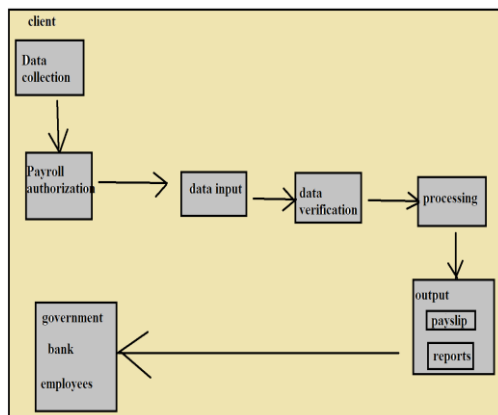 client
Data
collection
Payroll
authorization
data input
data
verification
processing
output
payslip
reports
government
bank
employees